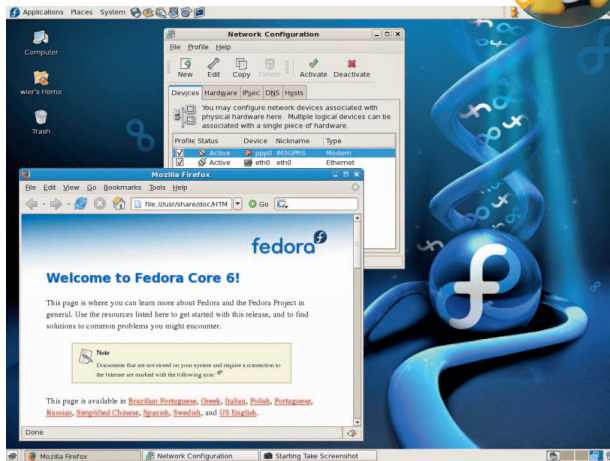 Applications Places System
Computer
wier's Home
Trash
Network Configuration
File Profile Help
New Edit Copy Delete Activate Deactivate
Devices Hardware IPsec DNS Hosts
You may configure network devices associated with
physical hardware here. Multiple logical devices can be
associated with a single piece of hardware.
Profile Status Device Nickname Type
Active ppp0 IM3GPRS Modem
Active eth0 eth0 Ethernet
Mozilla Firefox
File Edit View Go Bookmarks Tools Help
file:///usr/share/doc/HTM Go
fedora
Welcome to Fedora Core 6!
This page is where you can learn more about Fedora and the Fedora Project in
general. Use the resources listed here to get started with this release, and to find
solutions to common problems you might encounter.
Note
Documents that are not stored on your system and require a connection to
the Internet are marked with the following icon:
This page is available in Brazilian Portuguese, Greek, Italian, Polish, Portuguese,
Russian, Simplified Chinese, Spanish, Swedish, and US English.
Done
Mozilla Firefox Network Configuration Starting Take Screenshot